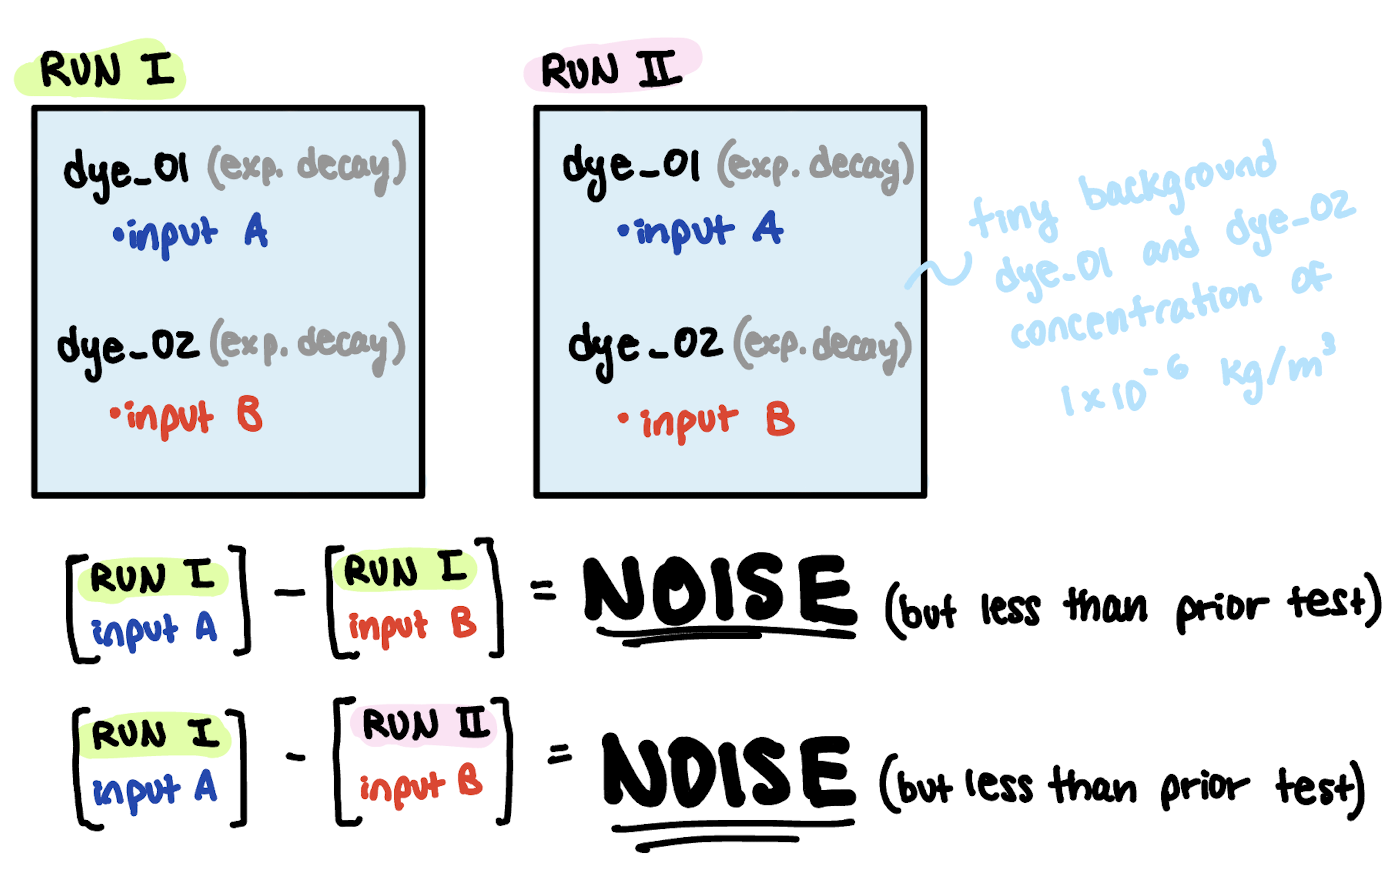 RUN I
dye_01 (exp. decay)
• input A
dye_02 (exp. decay)
• input B
RUN II
dye_01 (exp. decay)
• input A
dye_02 (exp. decay)
• input B
tiny background
dye_01 and dye_02
concentration of
1×10⁻⁶ kg/m³
[RUN I input A] − [RUN I input B] = NOISE (but less than prior test)
[RUN I input A] − [RUN II input B] = NOISE (but less than prior test)